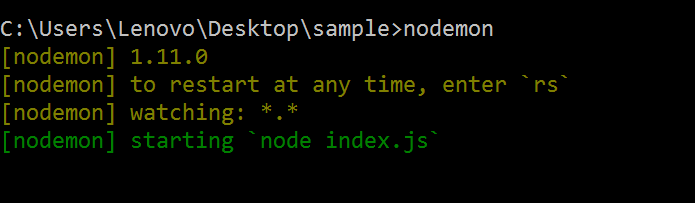 C:\Users\Lenovo\Desktop\sample>nodemon
[nodemon] 1.11.0
[nodemon] to restart at any time, enter `rs`
[nodemon] watching: *.*
[nodemon] starting `node index.js`